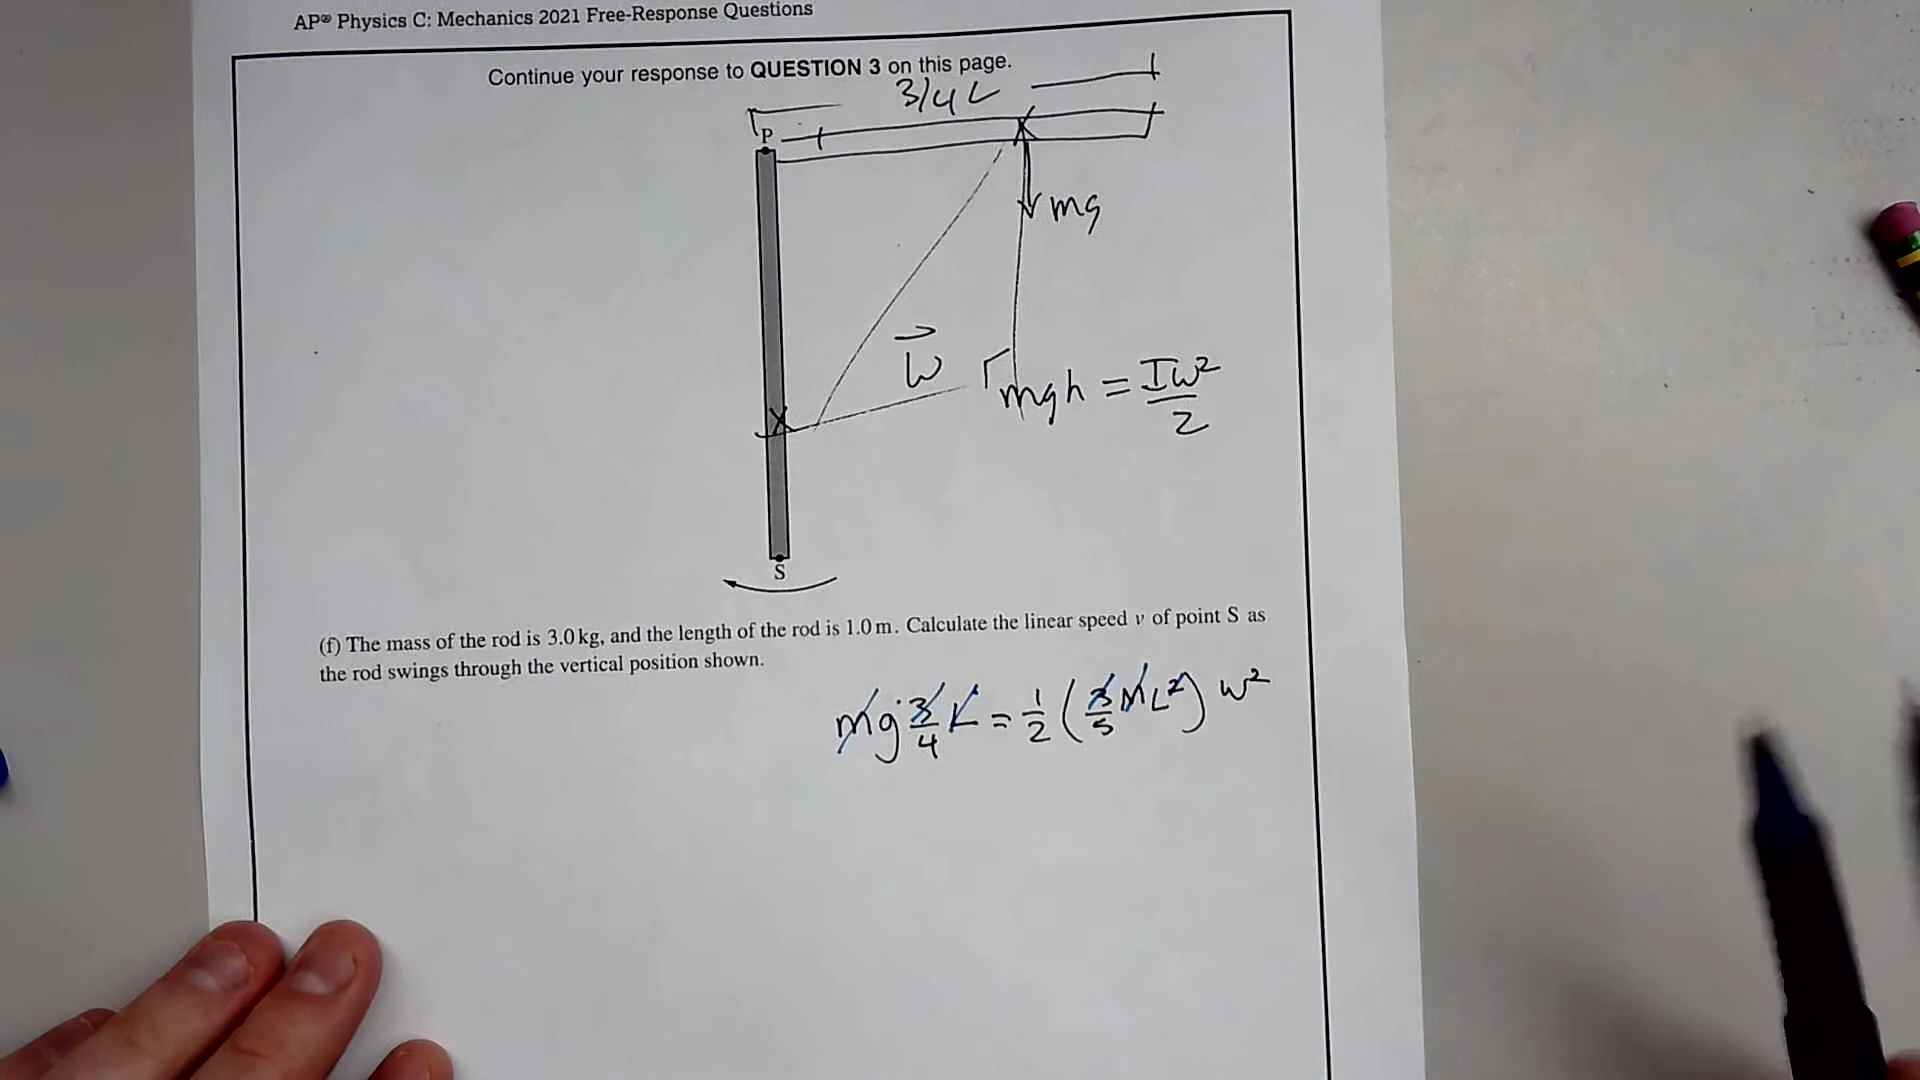 AP® Physics C: Mechanics 2021 Free-Response Questions
Continue your response to QUESTION 3 on this page.
3/4 L
P
mg
ω
mgh = Iω²/2
S
(f) The mass of the rod is 3.0 kg, and the length of the rod is 1.0 m. Calculate the linear speed v of point S as
the rod swings through the vertical position shown.
mg 3/4 L = 1/2 (3/5 ML²) ω²